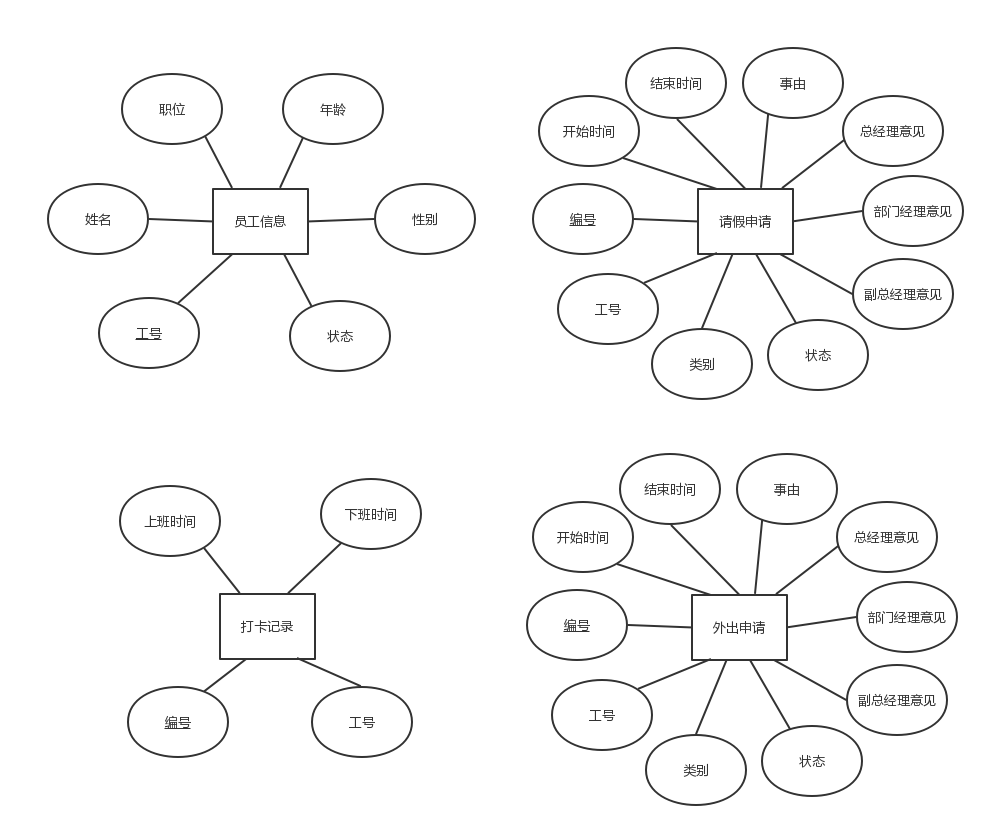 职位
年龄
姓名
员工信息
性别
工号
状态
结束时间
事由
开始时间
总经理意见
编号
请假申请
部门经理意见
工号
副总经理意见
类别
状态
上班时间
下班时间
打卡记录
编号
工号
结束时间
事由
开始时间
总经理意见
编号
外出申请
部门经理意见
工号
副总经理意见
类别
状态